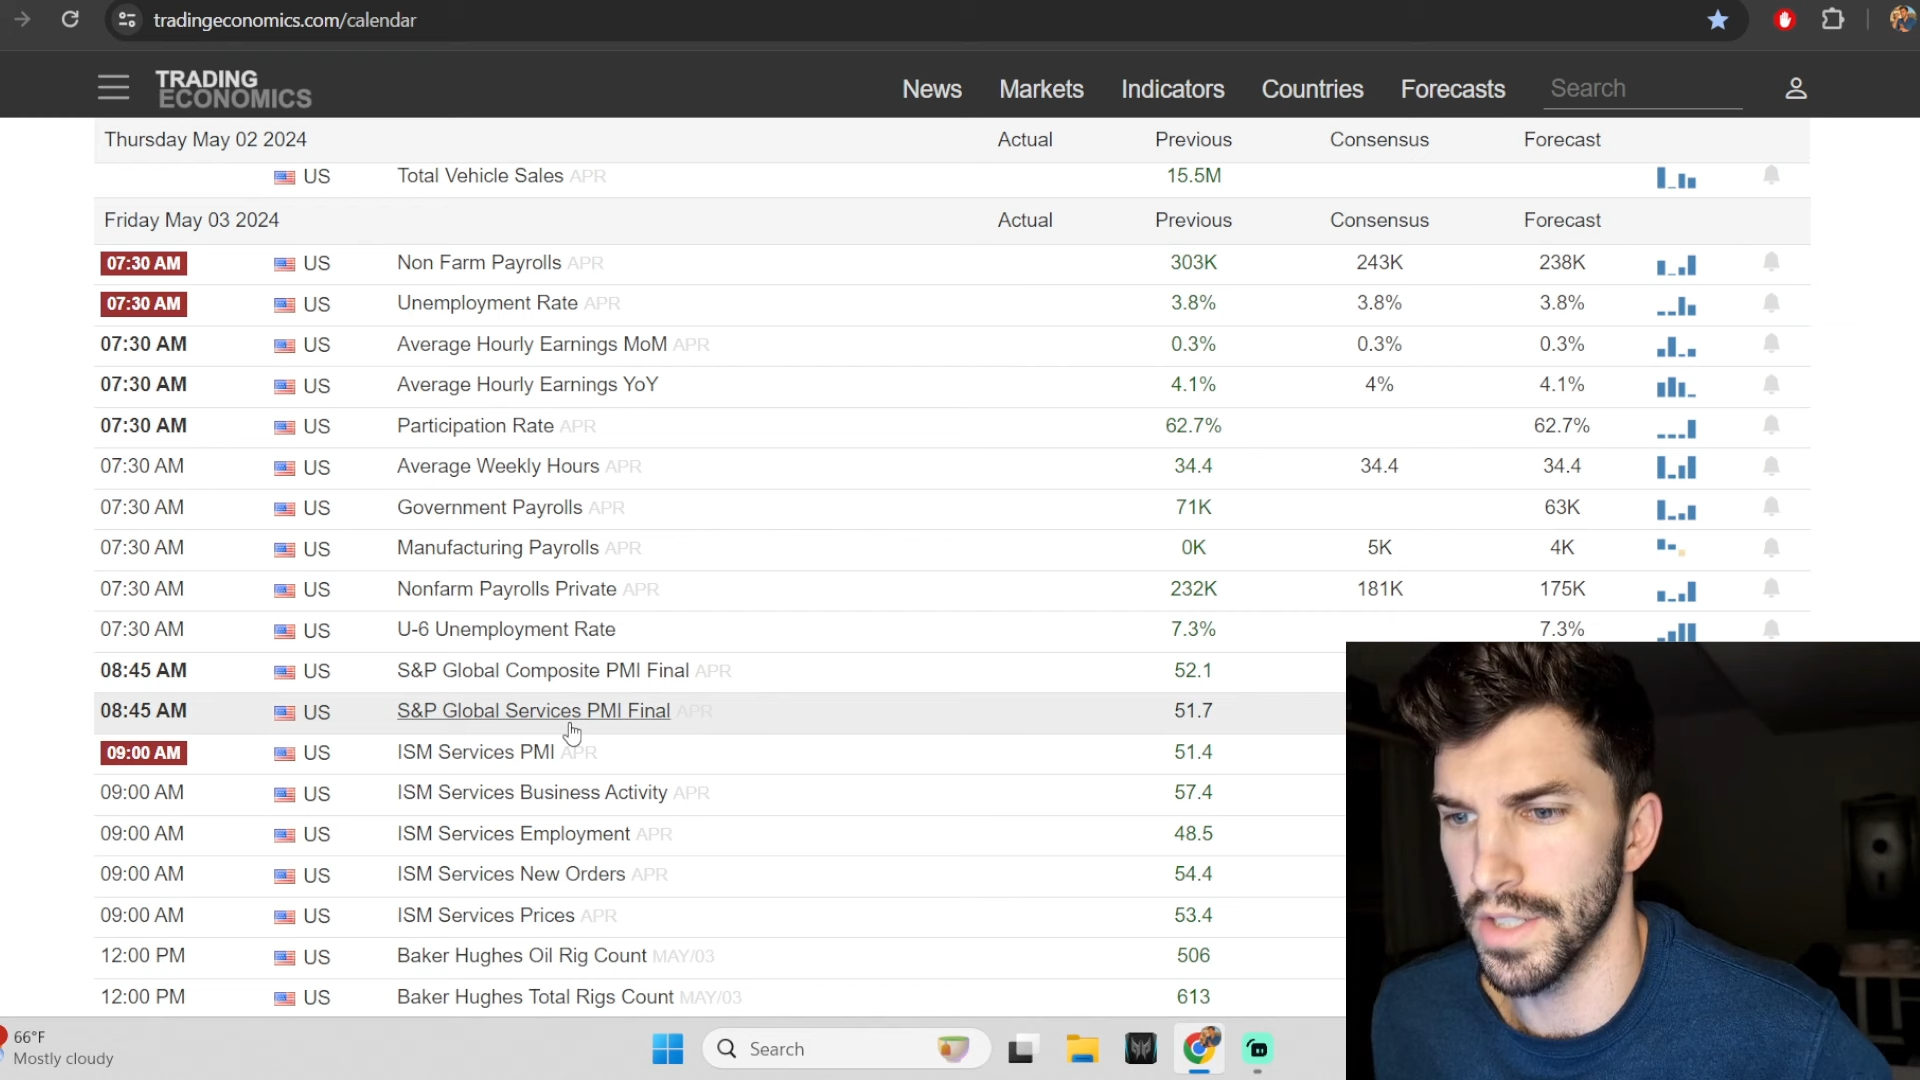 tradingeconomics.com/calendar
TRADING
ECONOMICS
News Markets Indicators Countries Forecasts Search
Thursday May 02 2024 Actual Previous Consensus Forecast
US Total Vehicle Sales APR 15.5M
Friday May 03 2024 Actual Previous Consensus Forecast
07:30 AM US Non Farm Payrolls APR 303K 243K 238K
07:30 AM US Unemployment Rate APR 3.8% 3.8% 3.8%
07:30 AM US Average Hourly Earnings MoM APR 0.3% 0.3% 0.3%
07:30 AM US Average Hourly Earnings YoY 4.1% 4% 4.1%
07:30 AM US Participation Rate APR 62.7% 62.7%
07:30 AM US Average Weekly Hours APR 34.4 34.4 34.4
07:30 AM US Government Payrolls APR 71K 63K
07:30 AM US Manufacturing Payrolls APR 0K 5K 4K
07:30 AM US Nonfarm Payrolls Private APR 232K 181K 175K
07:30 AM US U-6 Unemployment Rate 7.3% 7.3%
08:45 AM US S&P Global Composite PMI Final APR 52.1
08:45 AM US S&P Global Services PMI Final APR 51.7
09:00 AM US ISM Services PMI APR 51.4
09:00 AM US ISM Services Business Activity APR 57.4
09:00 AM US ISM Services Employment APR 48.5
09:00 AM US ISM Services New Orders APR 54.4
09:00 AM US ISM Services Prices APR 53.4
12:00 PM US Baker Hughes Oil Rig Count MAY/03 506
12:00 PM US Baker Hughes Total Rigs Count MAY/03 613
66°F
Mostly cloudy
Search